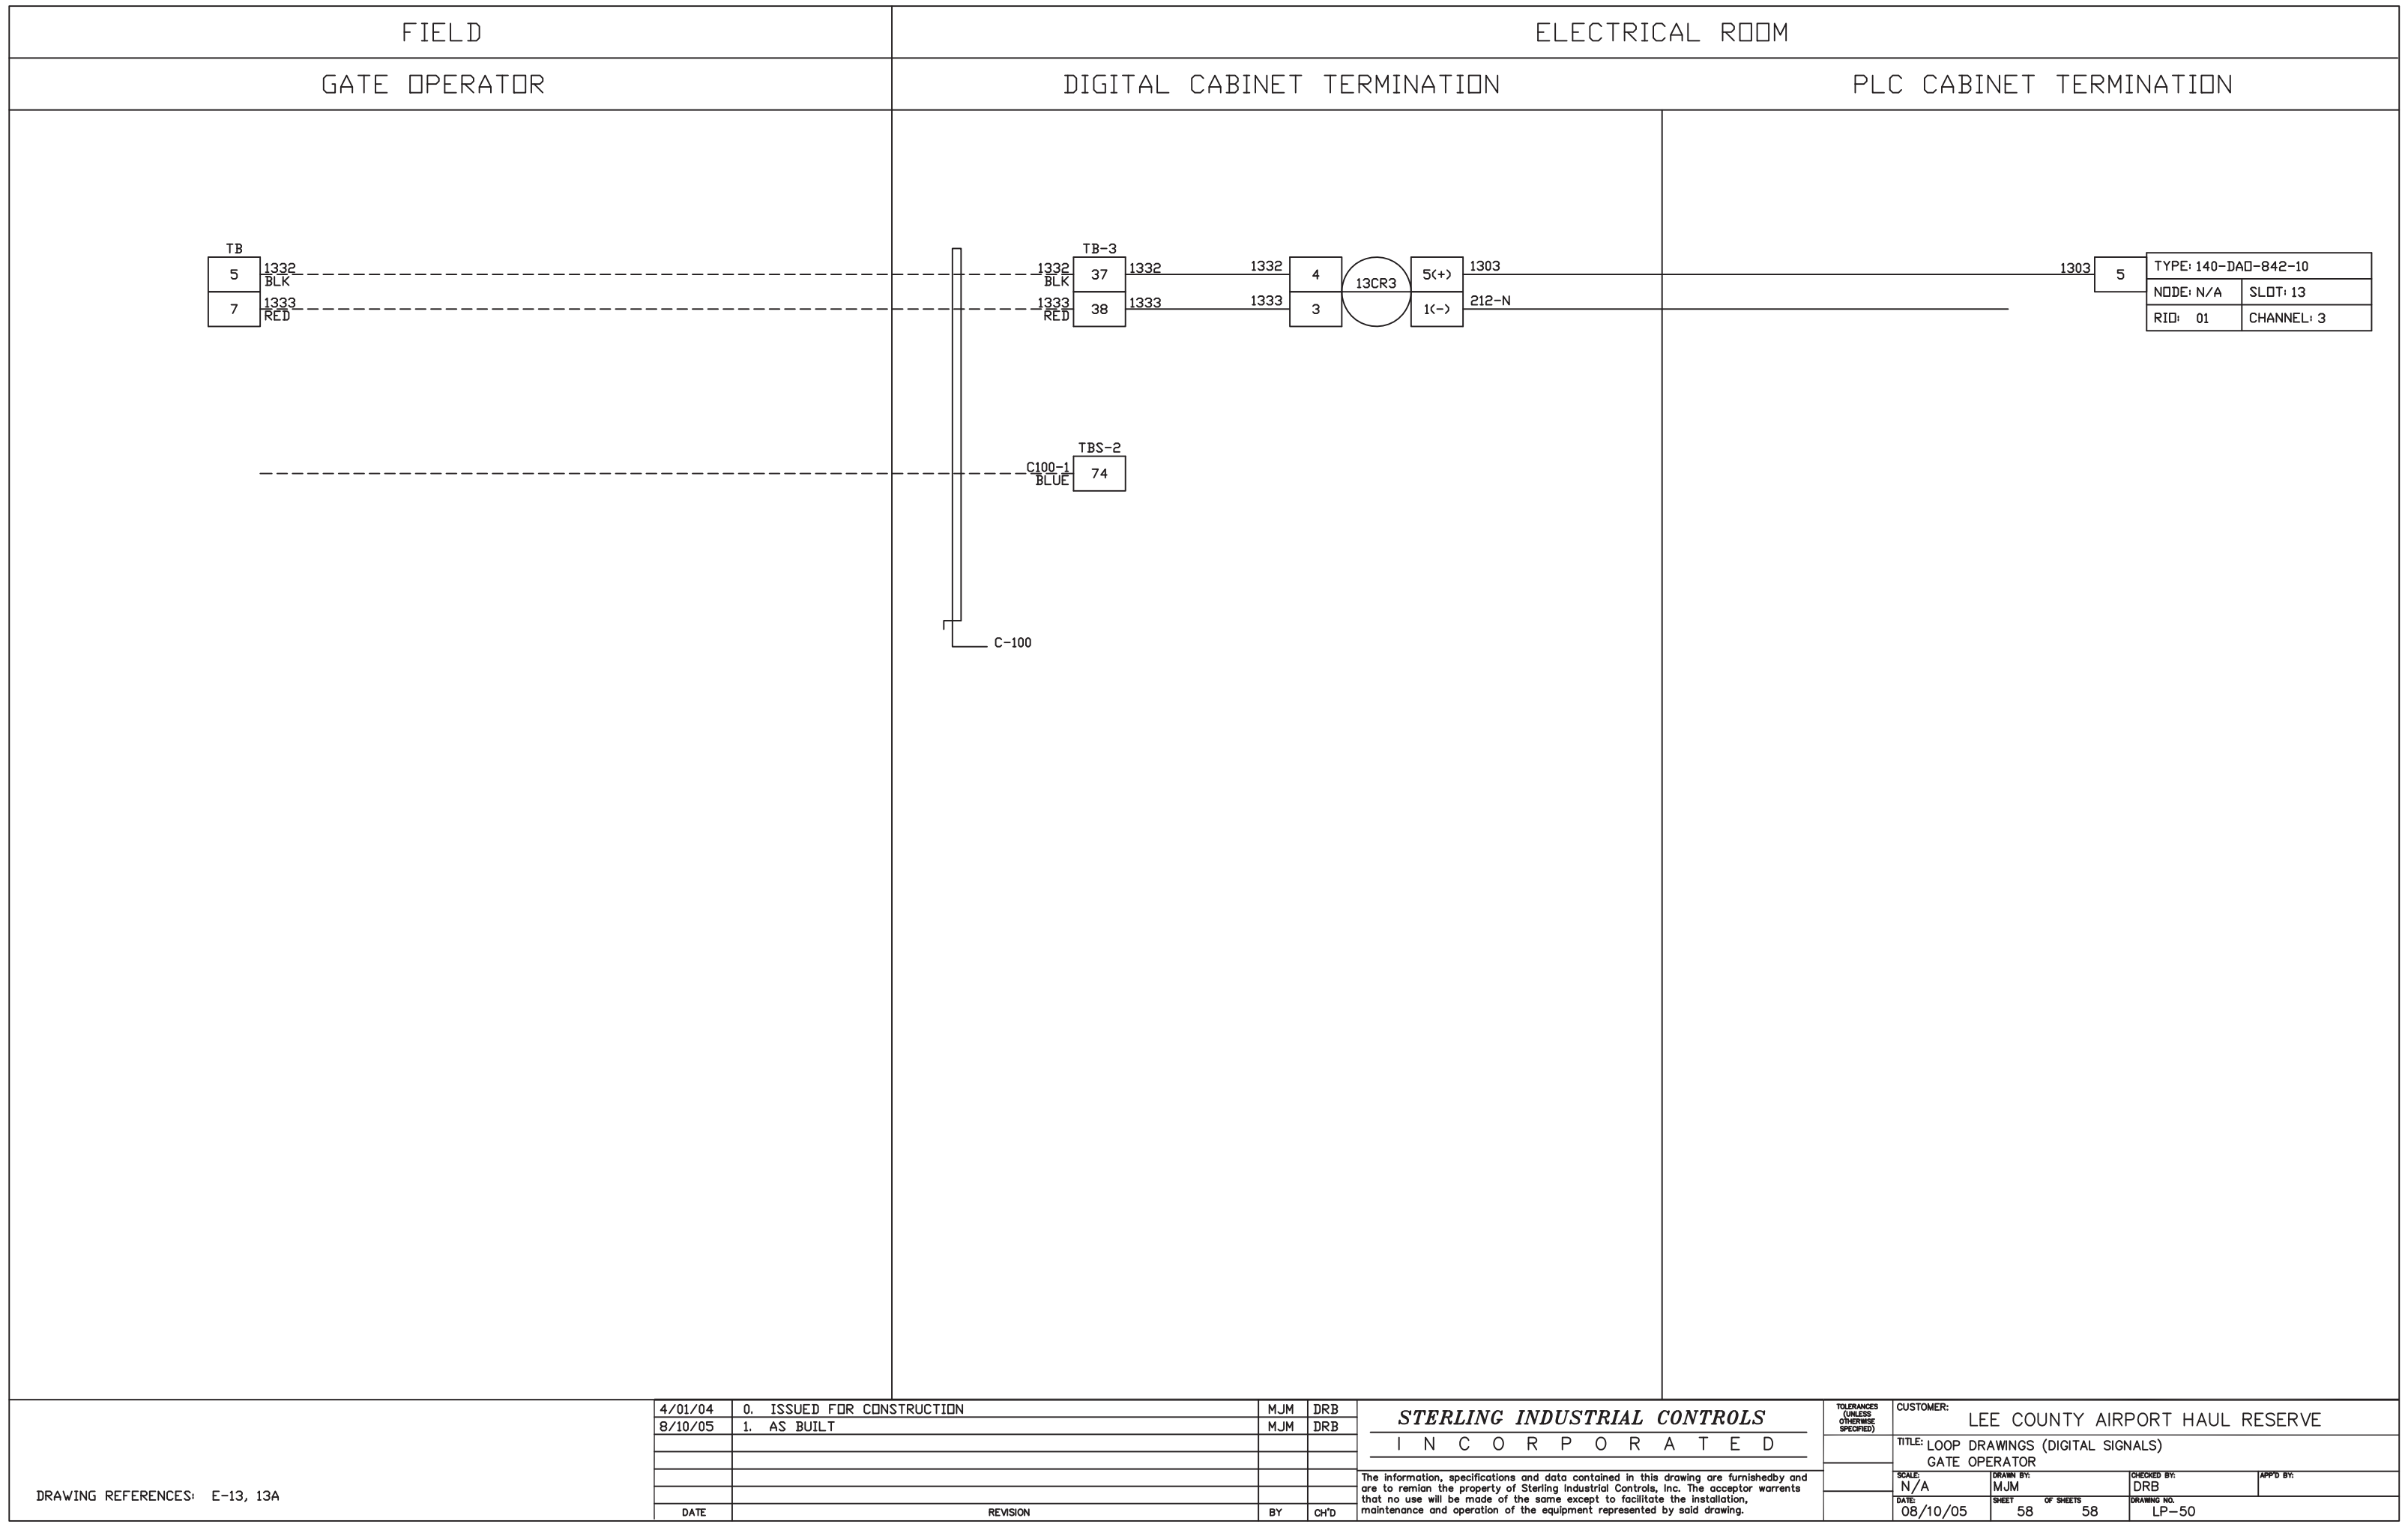 FIELD
ELECTRICAL ROOM
GATE OPERATOR
DIGITAL CABINET TERMINATION
PLC CABINET TERMINATION
TB
5
1332
BLK
7
1333
RED
1332
BLK
1333
RED
TB-3
37
1332
38
1333
1332
4
1333
3
13CR3
5(+)
1303
1(-)
212-N
1303
5
TYPE: 140-DAO-842-10
NODE: N/A
SLOT: 13
RIO: 01
CHANNEL: 3
TBS-2
C100-1
BLUE
74
C-100
DRAWING REFERENCES: E-13, 13A
4/01/04 0. ISSUED FOR CONSTRUCTION MJM DRB
8/10/05 1. AS BUILT MJM DRB
DATE REVISION BY CH'D
STERLING INDUSTRIAL CONTROLS
INCORPORATED
The information, specifications and data contained in this drawing are furnishedby and
are to remian the property of Sterling Industrial Controls, Inc. The acceptor warrents
that no use will be made of the same except to facilitate the installation,
maintenance and operation of the equipment represented by said drawing.
TOLERANCES
(UNLESS
OTHERWISE
SPECIFIED)
CUSTOMER:
LEE COUNTY AIRPORT HAUL RESERVE
TITLE: LOOP DRAWINGS (DIGITAL SIGNALS)
GATE OPERATOR
SCALE:
N/A
DRAWN BY:
MJM
CHECKED BY:
DRB
APP'D BY:
DATE:
08/10/05
SHEET
58
OF SHEETS
58
DRAWING NO.
LP-50